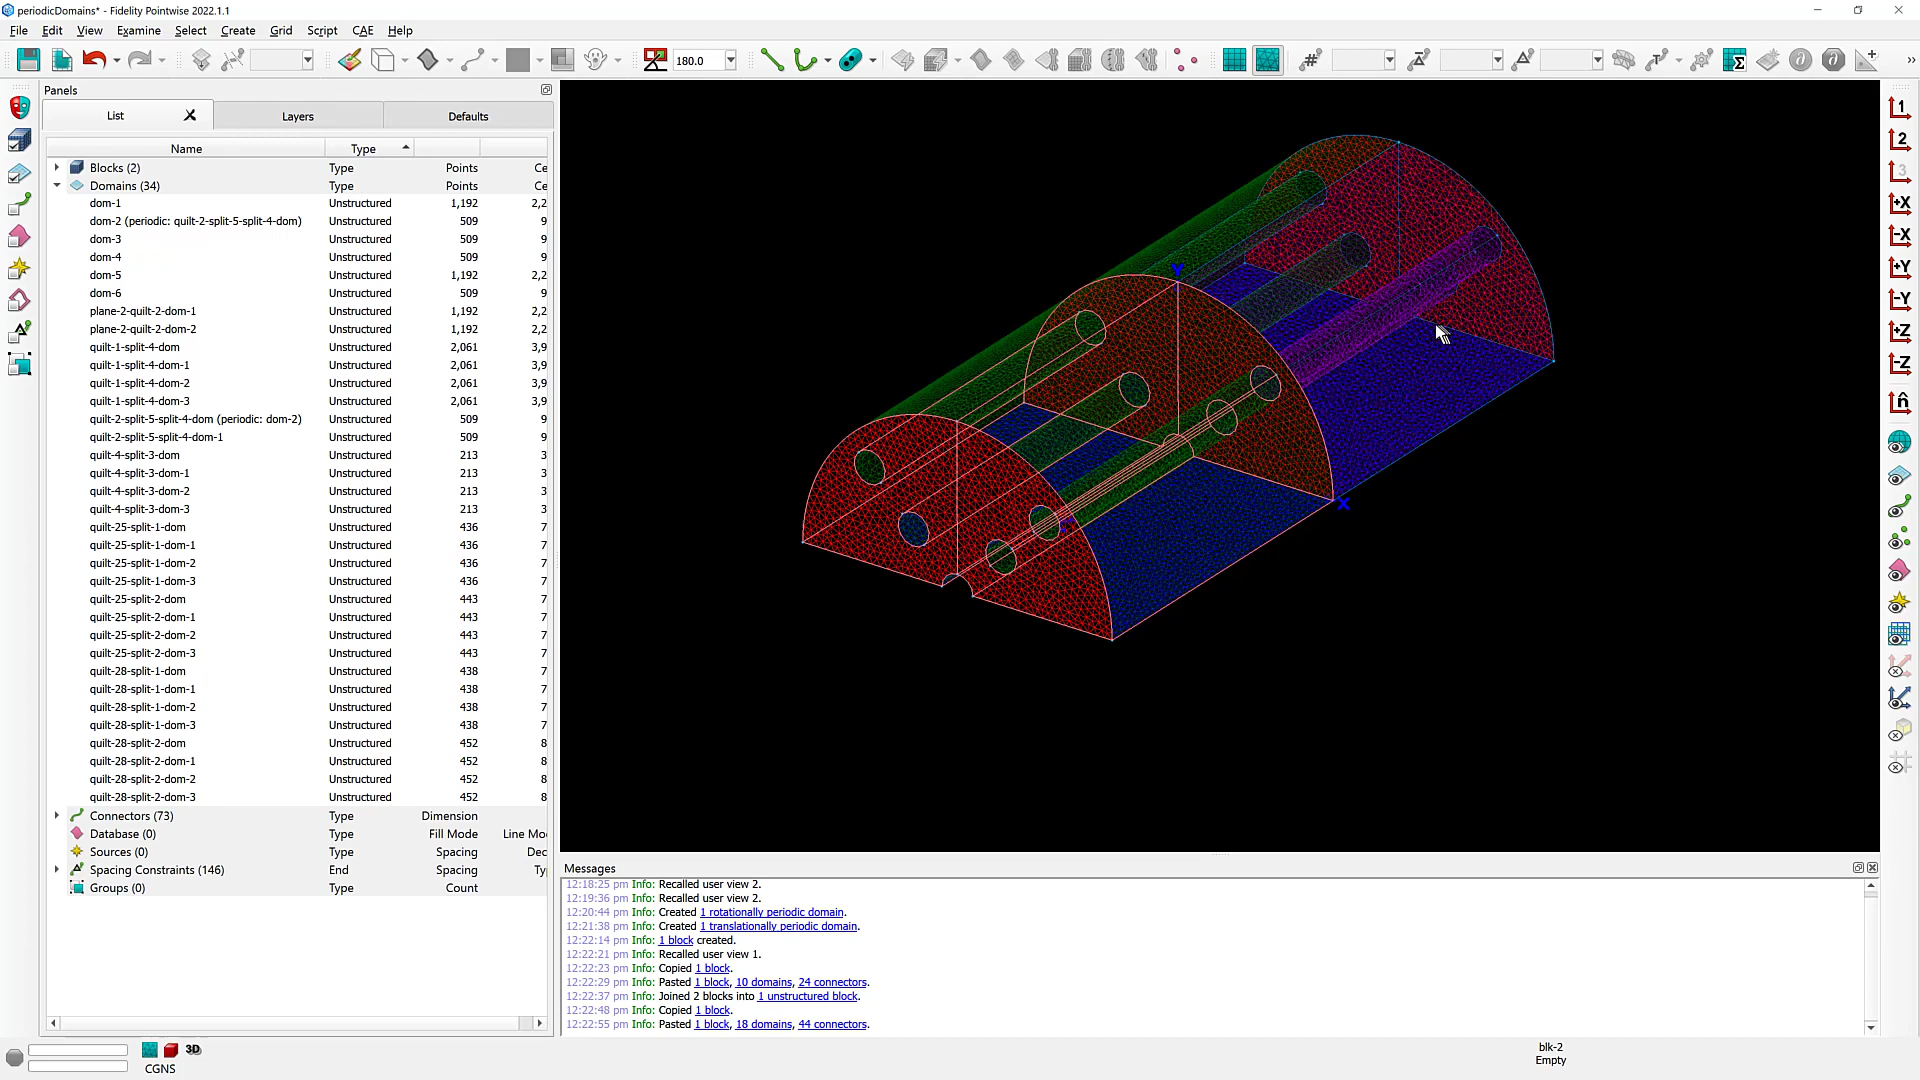 periodicDomains* - Fidelity Pointwise 2022.1.1
File Edit View Examine Select Create Grid Script CAE Help
180.0
Panels
List Layers Defaults
Name Type
Blocks (2) Type Points Ce
Domains (34) Type Points Ce
dom-1 Unstructured 1,192 2,2
dom-2 (periodic: quilt-2-split-5-split-4-dom) Unstructured 509 9
dom-3 Unstructured 509 9
dom-4 Unstructured 509 9
dom-5 Unstructured 1,192 2,2
dom-6 Unstructured 509 9
plane-2-quilt-2-dom-1 Unstructured 1,192 2,2
plane-2-quilt-2-dom-2 Unstructured 1,192 2,2
quilt-1-split-4-dom Unstructured 2,061 3,9
quilt-1-split-4-dom-1 Unstructured 2,061 3,9
quilt-1-split-4-dom-2 Unstructured 2,061 3,9
quilt-1-split-4-dom-3 Unstructured 2,061 3,9
quilt-2-split-5-split-4-dom (periodic: dom-2) Unstructured 509 9
quilt-2-split-5-split-4-dom-1 Unstructured 509 9
quilt-4-split-3-dom Unstructured 213 3
quilt-4-split-3-dom-1 Unstructured 213 3
quilt-4-split-3-dom-2 Unstructured 213 3
quilt-4-split-3-dom-3 Unstructured 213 3
quilt-25-split-1-dom Unstructured 436 7
quilt-25-split-1-dom-1 Unstructured 436 7
quilt-25-split-1-dom-2 Unstructured 436 7
quilt-25-split-1-dom-3 Unstructured 436 7
quilt-25-split-2-dom Unstructured 443 7
quilt-25-split-2-dom-1 Unstructured 443 7
quilt-25-split-2-dom-2 Unstructured 443 7
quilt-25-split-2-dom-3 Unstructured 443 7
quilt-28-split-1-dom Unstructured 438 7
quilt-28-split-1-dom-1 Unstructured 438 7
quilt-28-split-1-dom-2 Unstructured 438 7
quilt-28-split-1-dom-3 Unstructured 438 7
quilt-28-split-2-dom Unstructured 452 8
quilt-28-split-2-dom-1 Unstructured 452 8
quilt-28-split-2-dom-2 Unstructured 452 8
quilt-28-split-2-dom-3 Unstructured 452 8
Connectors (73) Type Dimension
Database (0) Type Fill Mode Line Mo
Sources (0) Type Spacing Dec
Spacing Constraints (146) End Spacing Ty
Groups (0) Type Count
Y
X
1
2
3
+X
-X
+Y
-Y
+Z
-Z
n̂
Messages
12:18:25 pm Info: Recalled user view 2.
12:19:36 pm Info: Recalled user view 2.
12:20:44 pm Info: Created 1 rotationally periodic domain.
12:21:38 pm Info: Created 1 translationally periodic domain.
12:22:14 pm Info: 1 block created.
12:22:21 pm Info: Recalled user view 1.
12:22:23 pm Info: Copied 1 block.
12:22:29 pm Info: Pasted 1 block, 10 domains, 24 connectors.
12:22:37 pm Info: Joined 2 blocks into 1 unstructured block.
12:22:48 pm Info: Copied 1 block.
12:22:55 pm Info: Pasted 1 block, 18 domains, 44 connectors.
3D
CGNS
blk-2
Empty